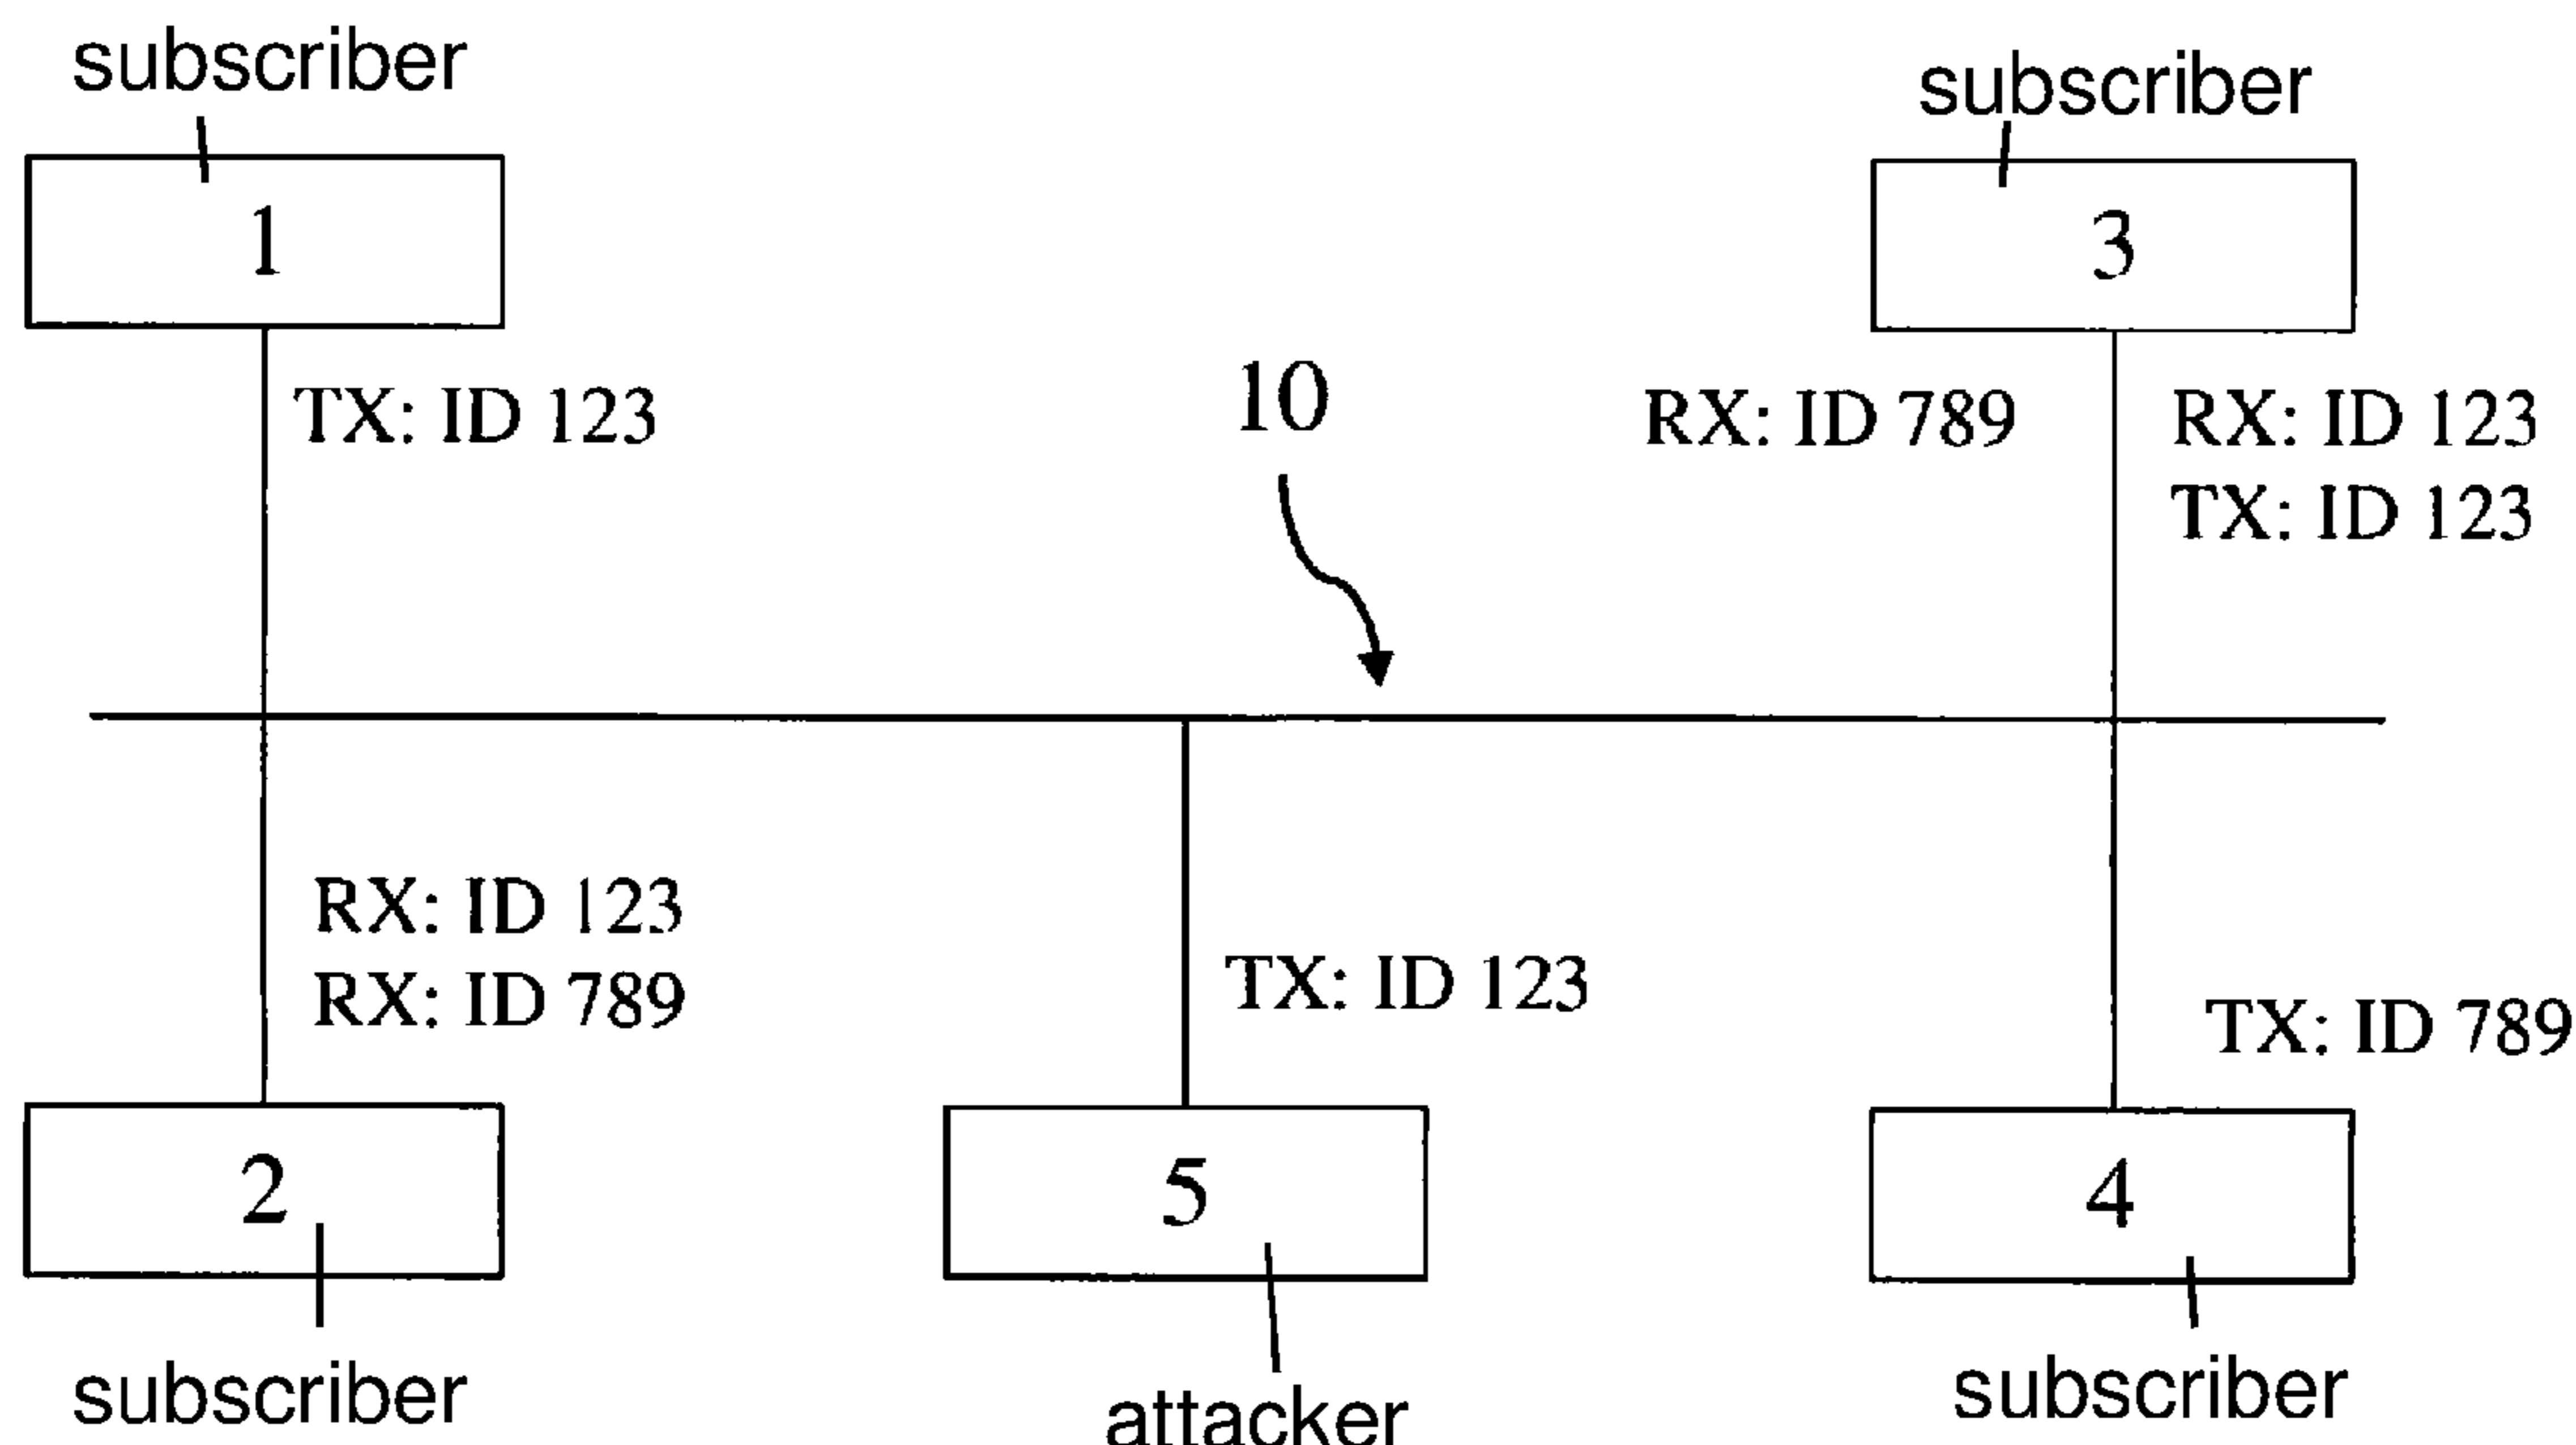 subscriber
subscriber
1
3
TX: ID 123
10
RX: ID 789
RX: ID 123
TX: ID 123
RX: ID 123
RX: ID 789
TX: ID 123
TX: ID 789
2
5
4
subscriber
attacker
subscriber